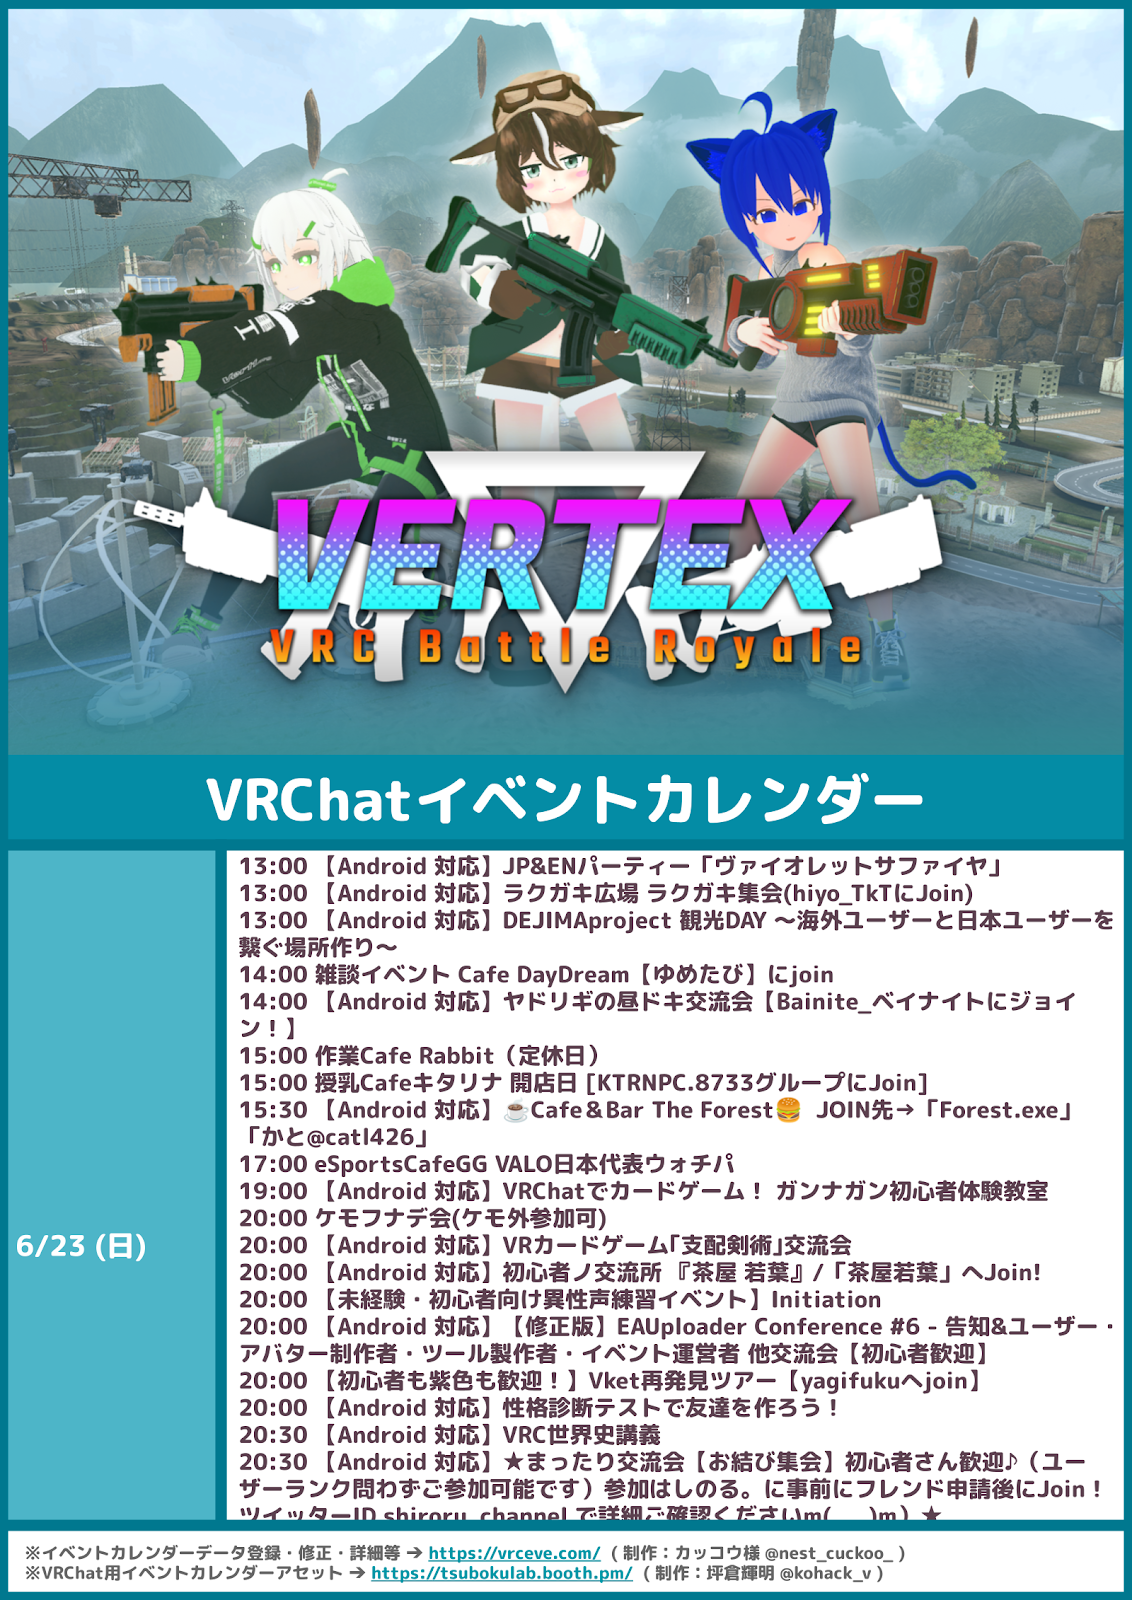 VERTEX
VRC Battle Royale
VRChatイベントカレンダー
6/23 (日)
13:00 【Android 対応】JP&ENパーティー「ヴァイオレットサファイヤ」
13:00 【Android 対応】ラクガキ広場 ラクガキ集会(hiyo_TkTにJoin)
13:00 【Android 対応】DEJIMAproject 観光DAY ～海外ユーザーと日本ユーザーを
繋ぐ場所作り～
14:00 雑談イベント Cafe DayDream【ゆめたび】にjoin
14:00 【Android 対応】ヤドリギの昼ドキ交流会【Bainite_ベイナイトにジョイ
ン！】
15:00 作業Cafe Rabbit（定休日）
15:00 授乳Cafeキタリナ 開店日 [KTRNPC.8733グループにJoin]
15:30 【Android 対応】☕Cafe＆Bar The Forest🍔 JOIN先→「Forest.exe」
「かと@catl426」
17:00 eSportsCafeGG VALO日本代表ウォチパ
19:00 【Android 対応】VRChatでカードゲーム！ ガンナガン初心者体験教室
20:00 ケモフナデ会(ケモ外参加可)
20:00 【Android 対応】VRカードゲーム｢支配剣術｣交流会
20:00 【Android 対応】初心者ノ交流所 『茶屋 若葉』/「茶屋若葉」へJoin!
20:00 【未経験・初心者向け異性声練習イベント】Initiation
20:00 【Android 対応】【修正版】EAUploader Conference #6 - 告知&ユーザー・
アバター制作者・ツール製作者・イベント運営者 他交流会【初心者歓迎】
20:00 【初心者も紫色も歓迎！】Vket再発見ツアー【yagifukuへjoin】
20:00 【Android 対応】性格診断テストで友達を作ろう！
20:30 【Android 対応】VRC世界史講義
20:30 【Android 対応】★まったり交流会【お結び集会】初心者さん歓迎♪（ユー
ザーランク問わずご参加可能です）参加はしのる。に事前にフレンド申請後にJoin！
ツイッターID shiroru_channel で詳細ご確認くださいm(_ _)m）★
※イベントカレンダーデータ登録・修正・詳細等 → https://vrceve.com/ ( 制作：カッコウ様 @nest_cuckoo_ )
※VRChat用イベントカレンダーアセット → https://tsubokulab.booth.pm/ ( 制作：坪倉輝明 @kohack_v )